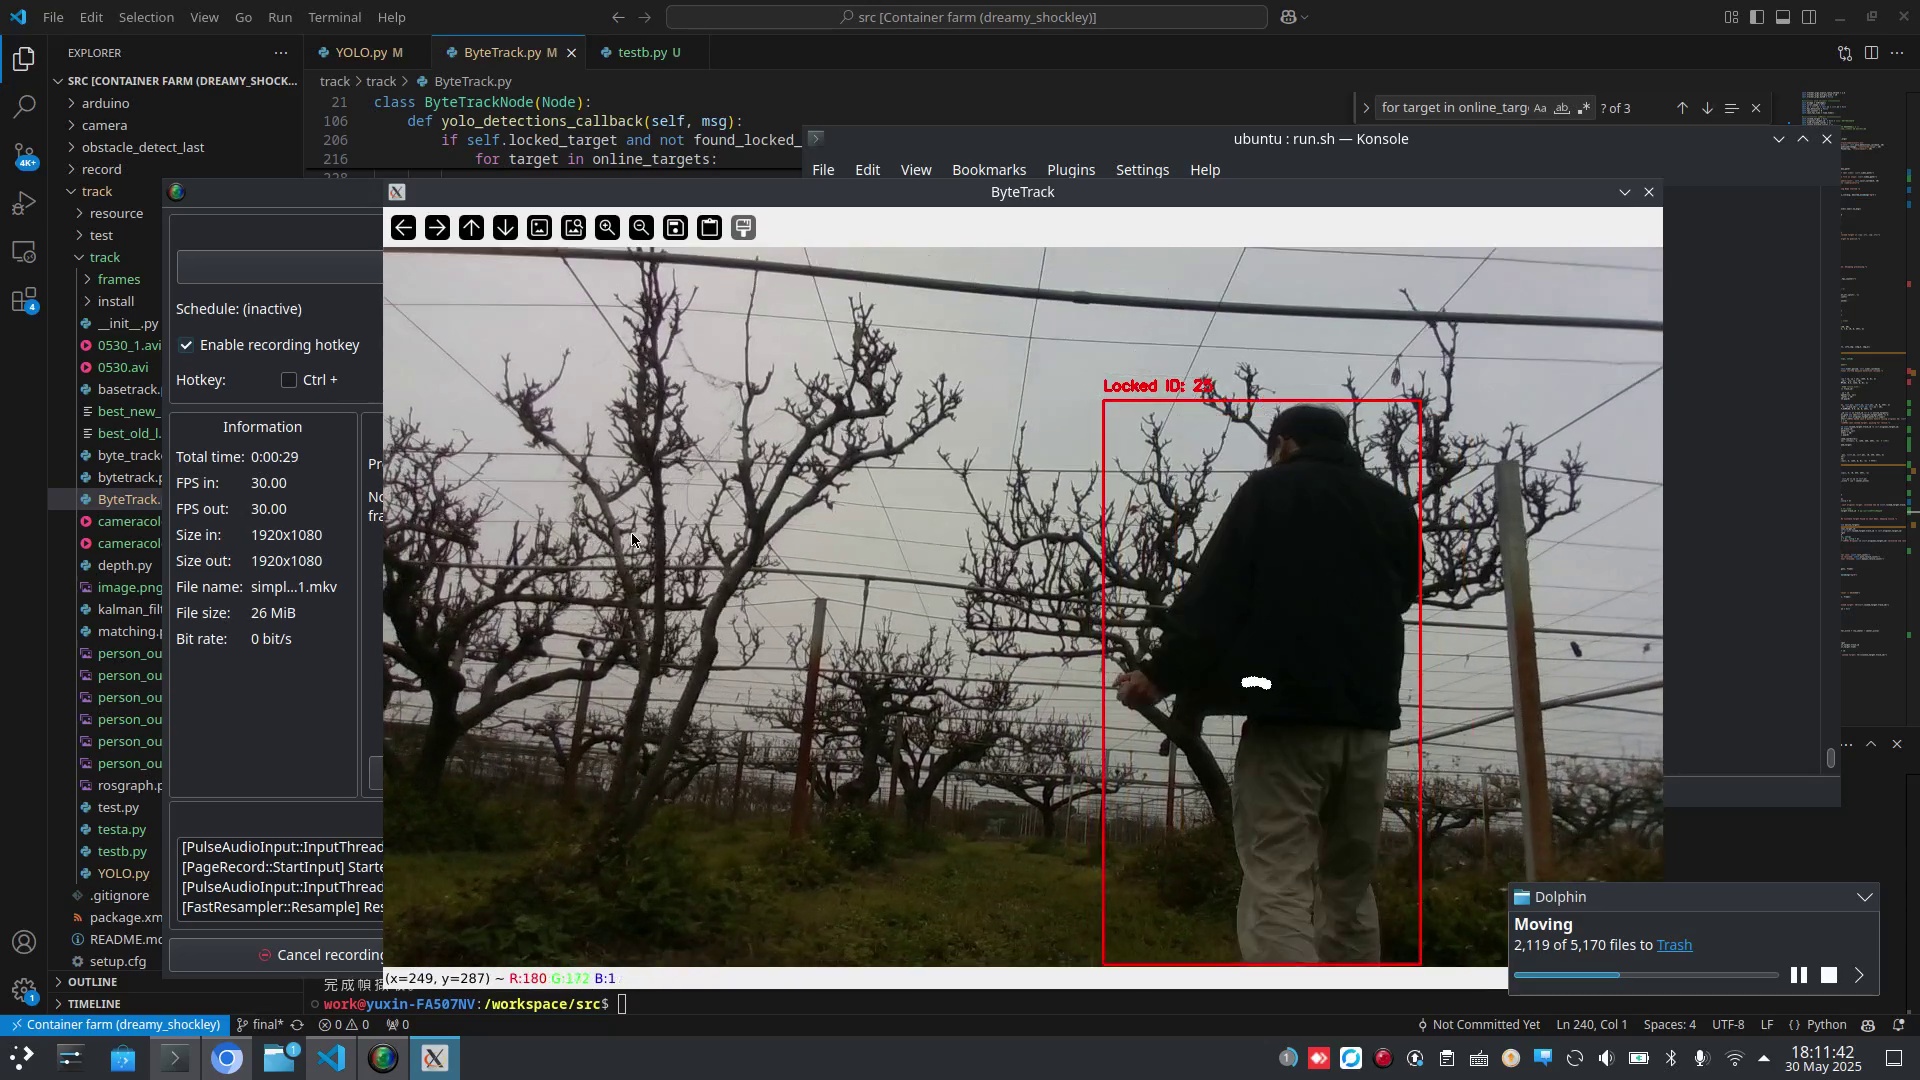 File Edit Selection View Go Run Terminal Help
src [Container farm (dreamy_shockley)]
EXPLORER
YOLO.py M
ByteTrack.py M
testb.py U
SRC [CONTAINER FARM (DREAMY_SHOCK...
track > track > ByteTrack.py
arduino
camera
obstacle_detect_last
record
track
resource
test
track
frames
install
__init__.py
0530_1.avi
0530.avi
basetrack.
best_new_
best_old_l.
byte_track
bytetrack.p
ByteTrack.
cameracol
cameracol
depth.py
image.png
kalman_fil
matching.p
person_ou
person_ou
person_ou
person_ou
person_ou
person_ou
rosgraph.p
test.py
testa.py
testb.py
YOLO.py
.gitignore
package.xm
README.md
setup.cfg
OUTLINE
TIMELINE
21 class ByteTrackNode(Node):
106 def yolo_detections_callback(self, msg):
206 if self.locked_target and not found_locked_
216 for target in online_targets:
for target in online_targ
Aa ab
? of 3
ubuntu : run.sh — Konsole
File Edit View Bookmarks Plugins Settings Help
ByteTrack
Schedule: (inactive)
Enable recording hotkey
Hotkey: Ctrl +
Information
Total time: 0:00:29
FPS in: 30.00
FPS out: 30.00
Size in: 1920x1080
Size out: 1920x1080
File name: simpl...1.mkv
File size: 26 MiB
Bit rate: 0 bit/s
Pr
No
fra
[PulseAudioInput::InputThread
[PageRecord::StartInput] Starte
[PulseAudioInput::InputThread
[FastResampler::Resample] Res
Cancel recording
Locked ID:
(x=249, y=287) ~ R:180 G:172 B:1
work@yuxin-FA507NV:/workspace/src$
Dolphin
Moving
2,119 of 5,170 files to Trash
Container farm (dreamy_shockley) final* 0 0 0
Not Committed Yet Ln 240, Col 1 Spaces: 4 UTF-8 LF {} Python
4K+
4
1
1
1
18:11:42
30 May 2025